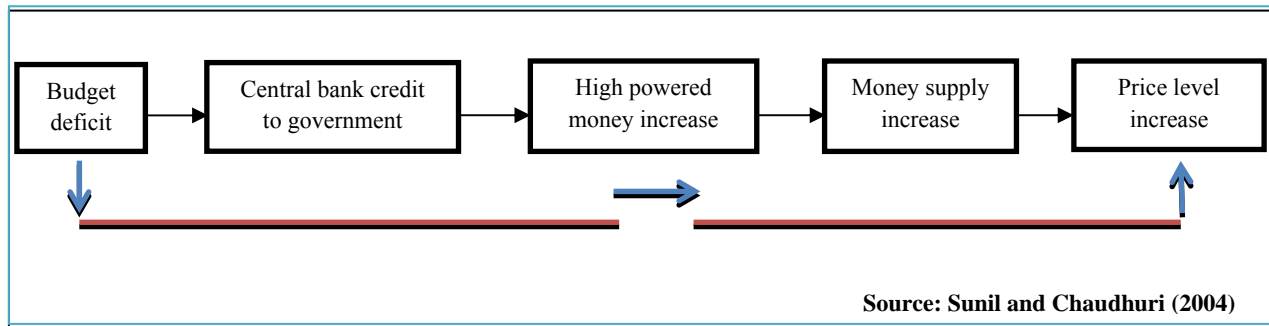 Budget
deficit
Central bank credit
to government
High powered
money increase
Money supply
increase
Price level
increase
Source: Sunil and Chaudhuri (2004)